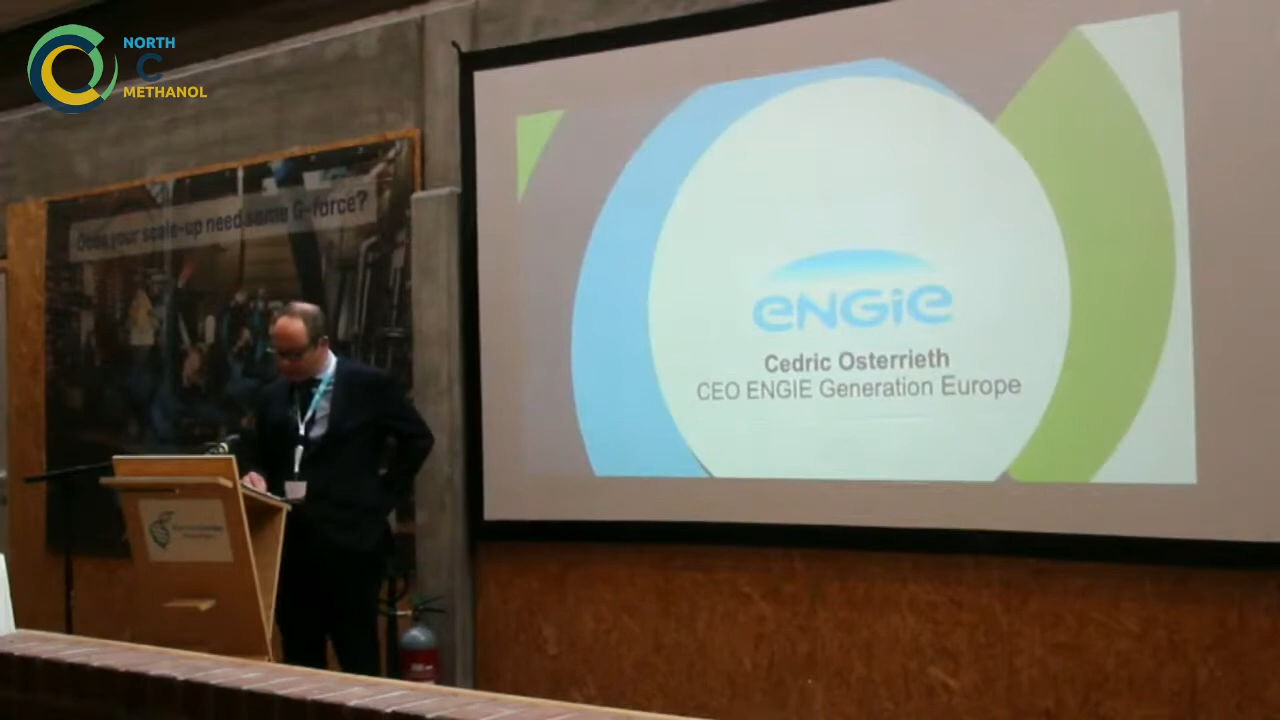 NORTH
C
METHANOL
Does your scale-up need some G-force?
ENGIE
Cedric Osterrieth
CEO ENGIE Generation Europe